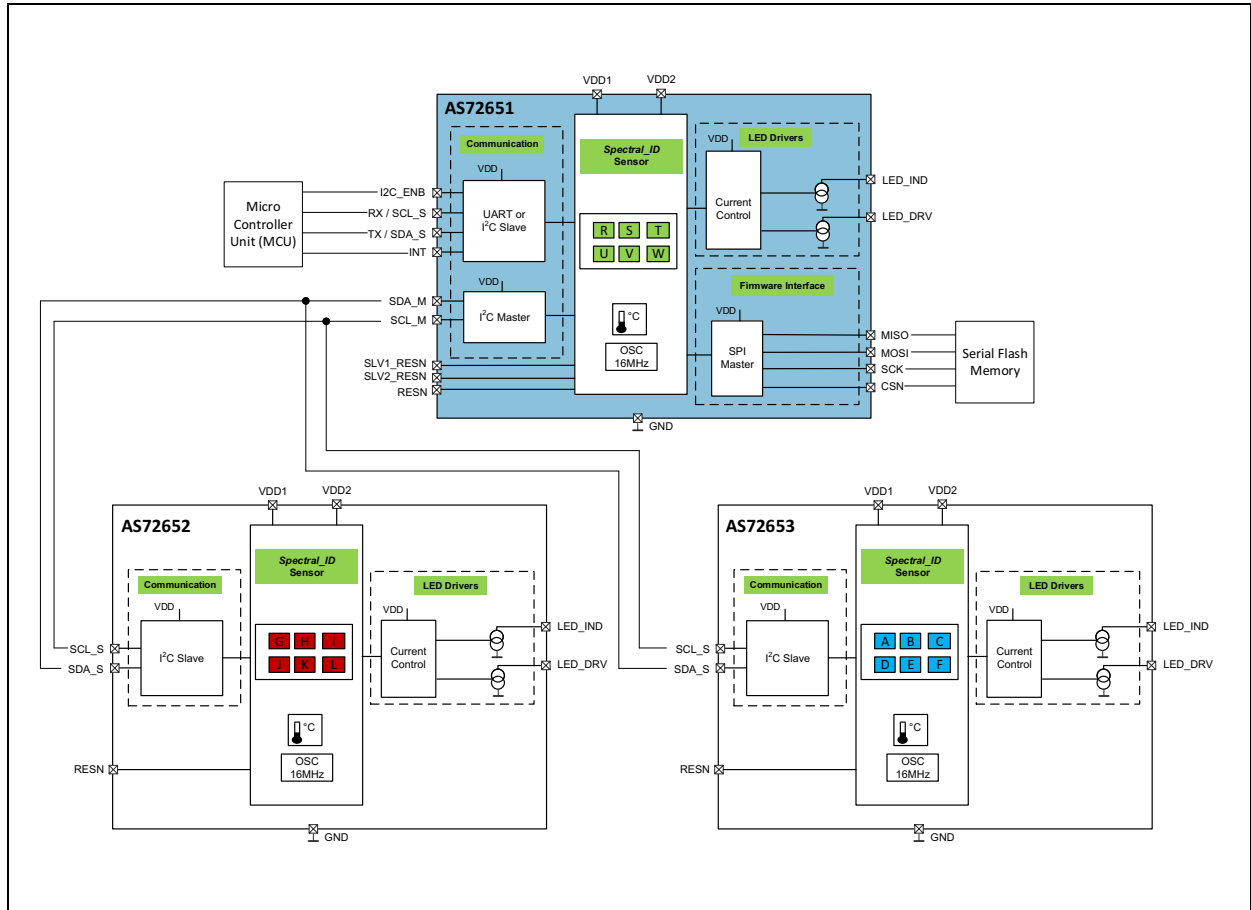 VDD1
VDD2
AS72651
Communication
VDD
UART or
I²C Slave
VDD
I²C Master
Spectral_ID
Sensor
R S T
U V W
°C
OSC
16MHz
LED Drivers
VDD
Current
Control
LED_IND
LED_DRV
Firmware Interface
VDD
SPI
Master
MISO
MOSI
SCK
CSN
Serial Flash
Memory
Micro
Controller
Unit (MCU)
I2C_ENB
RX / SCL_S
TX / SDA_S
INT
SDA_M
SCL_M
SLV1_RESN
SLV2_RESN
RESN
GND
VDD1
VDD2
AS72652
Communication
VDD
I²C Slave
SCL_S
SDA_S
RESN
Spectral_ID
Sensor
G H I
J K L
°C
OSC
16MHz
LED Drivers
VDD
Current
Control
LED_IND
LED_DRV
GND
VDD1
VDD2
AS72653
Communication
VDD
I²C Slave
SCL_S
SDA_S
RESN
Spectral_ID
Sensor
A B C
D E F
°C
OSC
16MHz
LED Drivers
VDD
Current
Control
LED_IND
LED_DRV
GND